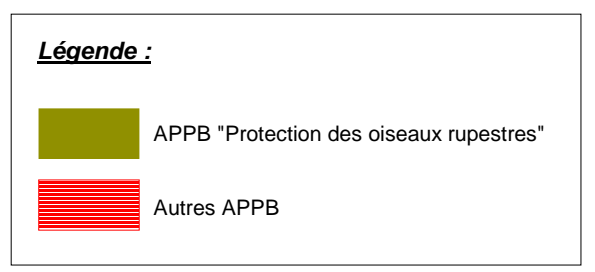 Légende :
APPB "Protection des oiseaux rupestres"
Autres APPB